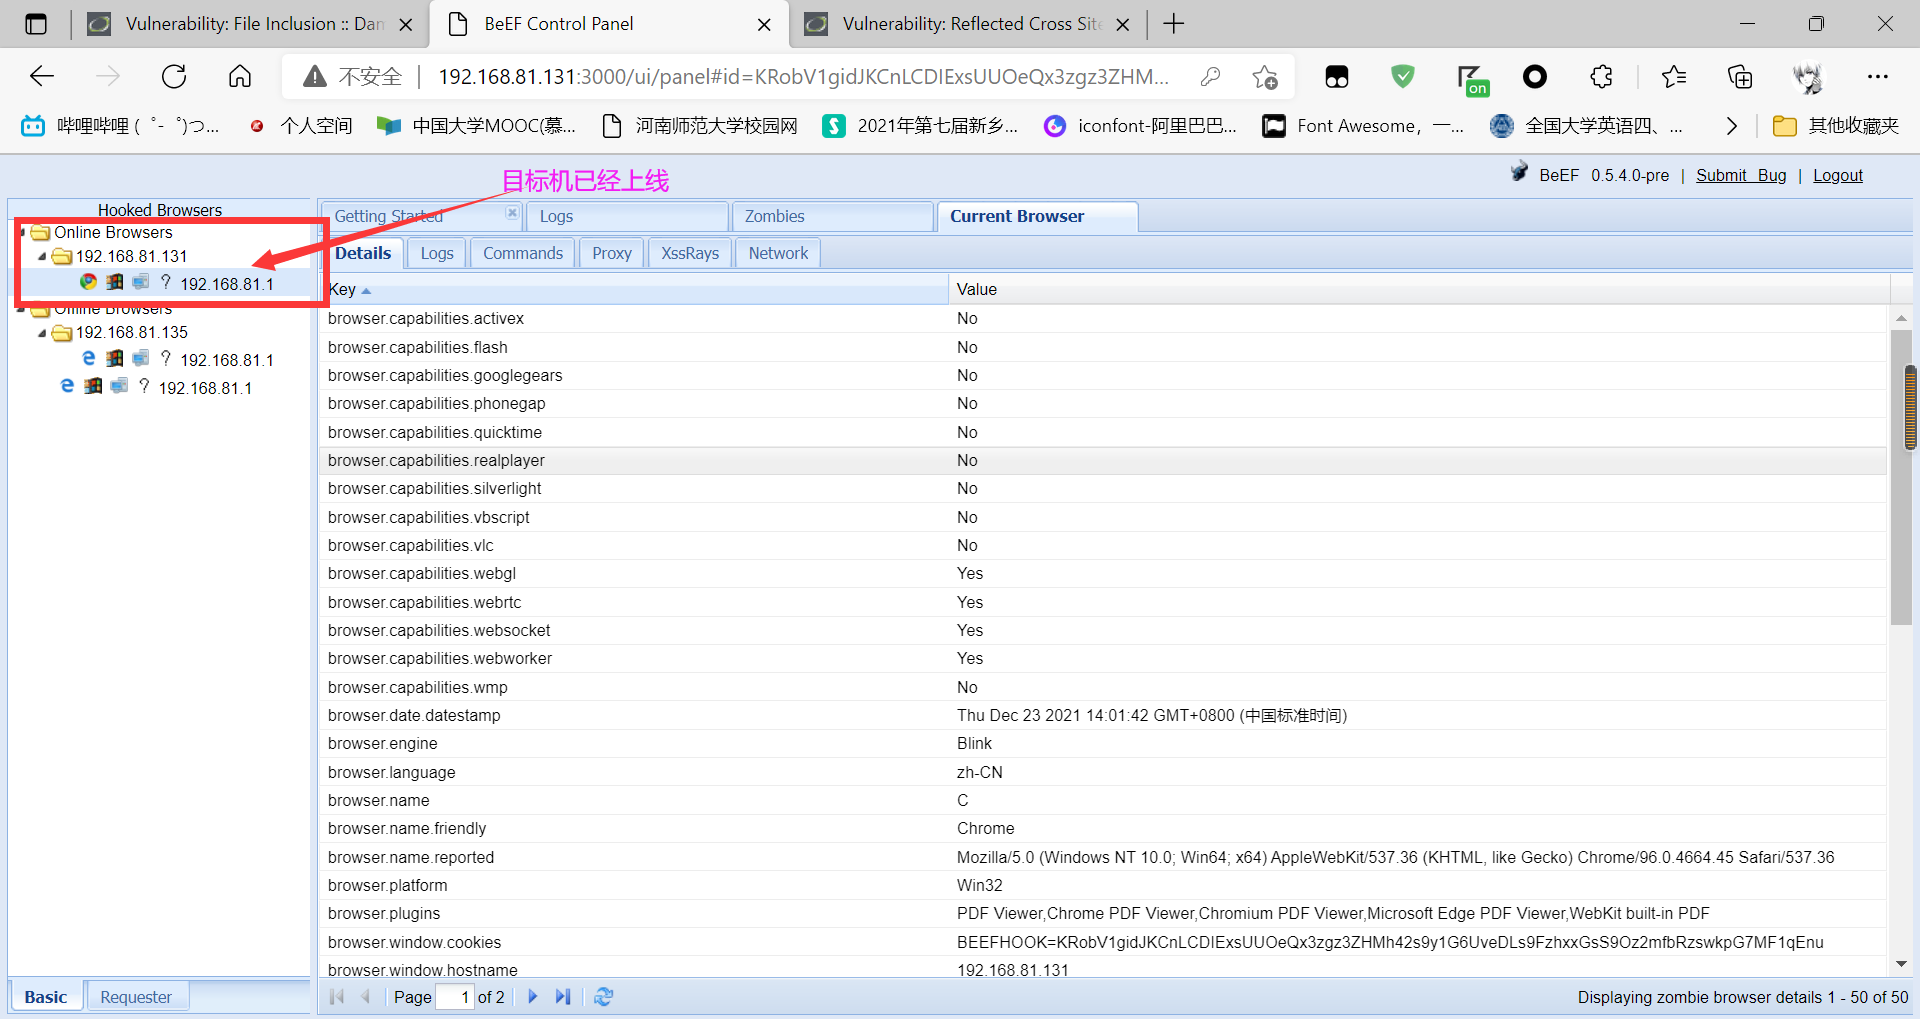 Vulnerability: File Inclusion :: Dan
BeEF Control Panel
Vulnerability: Reflected Cross Site
不安全
192.168.81.131:3000/ui/panel#id=KRobV1gidJKCnLCDIExsUUOeQx3zgz3ZHM...
on
哔哩哔哩 (゜-゜)つ...
个人空间
中国大学MOOC(慕...
河南师范大学校园网
2021年第七届新乡...
iconfont-阿里巴巴...
Font Awesome，一...
全国大学英语四、...
其他收藏夹
目标机已经上线
BeEF 0.5.4.0-pre | Submit Bug | Logout
Hooked Browsers
Online Browsers
192.168.81.131
? 192.168.81.1
Offline Browsers
192.168.81.135
? 192.168.81.1
? 192.168.81.1
Getting Started
Logs
Zombies
Current Browser
Details
Logs
Commands
Proxy
XssRays
Network
Key Value
browser.capabilities.activex No
browser.capabilities.flash No
browser.capabilities.googlegears No
browser.capabilities.phonegap No
browser.capabilities.quicktime No
browser.capabilities.realplayer No
browser.capabilities.silverlight No
browser.capabilities.vbscript No
browser.capabilities.vlc No
browser.capabilities.webgl Yes
browser.capabilities.webrtc Yes
browser.capabilities.websocket Yes
browser.capabilities.webworker Yes
browser.capabilities.wmp No
browser.date.datestamp Thu Dec 23 2021 14:01:42 GMT+0800 (中国标准时间)
browser.engine Blink
browser.language zh-CN
browser.name C
browser.name.friendly Chrome
browser.name.reported Mozilla/5.0 (Windows NT 10.0; Win64; x64) AppleWebKit/537.36 (KHTML, like Gecko) Chrome/96.0.4664.45 Safari/537.36
browser.platform Win32
browser.plugins PDF Viewer,Chrome PDF Viewer,Chromium PDF Viewer,Microsoft Edge PDF Viewer,WebKit built-in PDF
browser.window.cookies BEEFHOOK=KRobV1gidJKCnLCDIExsUUOeQx3zgz3ZHMh42s9y1G6UveDLs9FzhxxGsS9Oz2mfbRzswkpG7MF1qEnu
browser.window.hostname 192.168.81.131
Basic
Requester
Page 1 of 2
Displaying zombie browser details 1 - 50 of 50